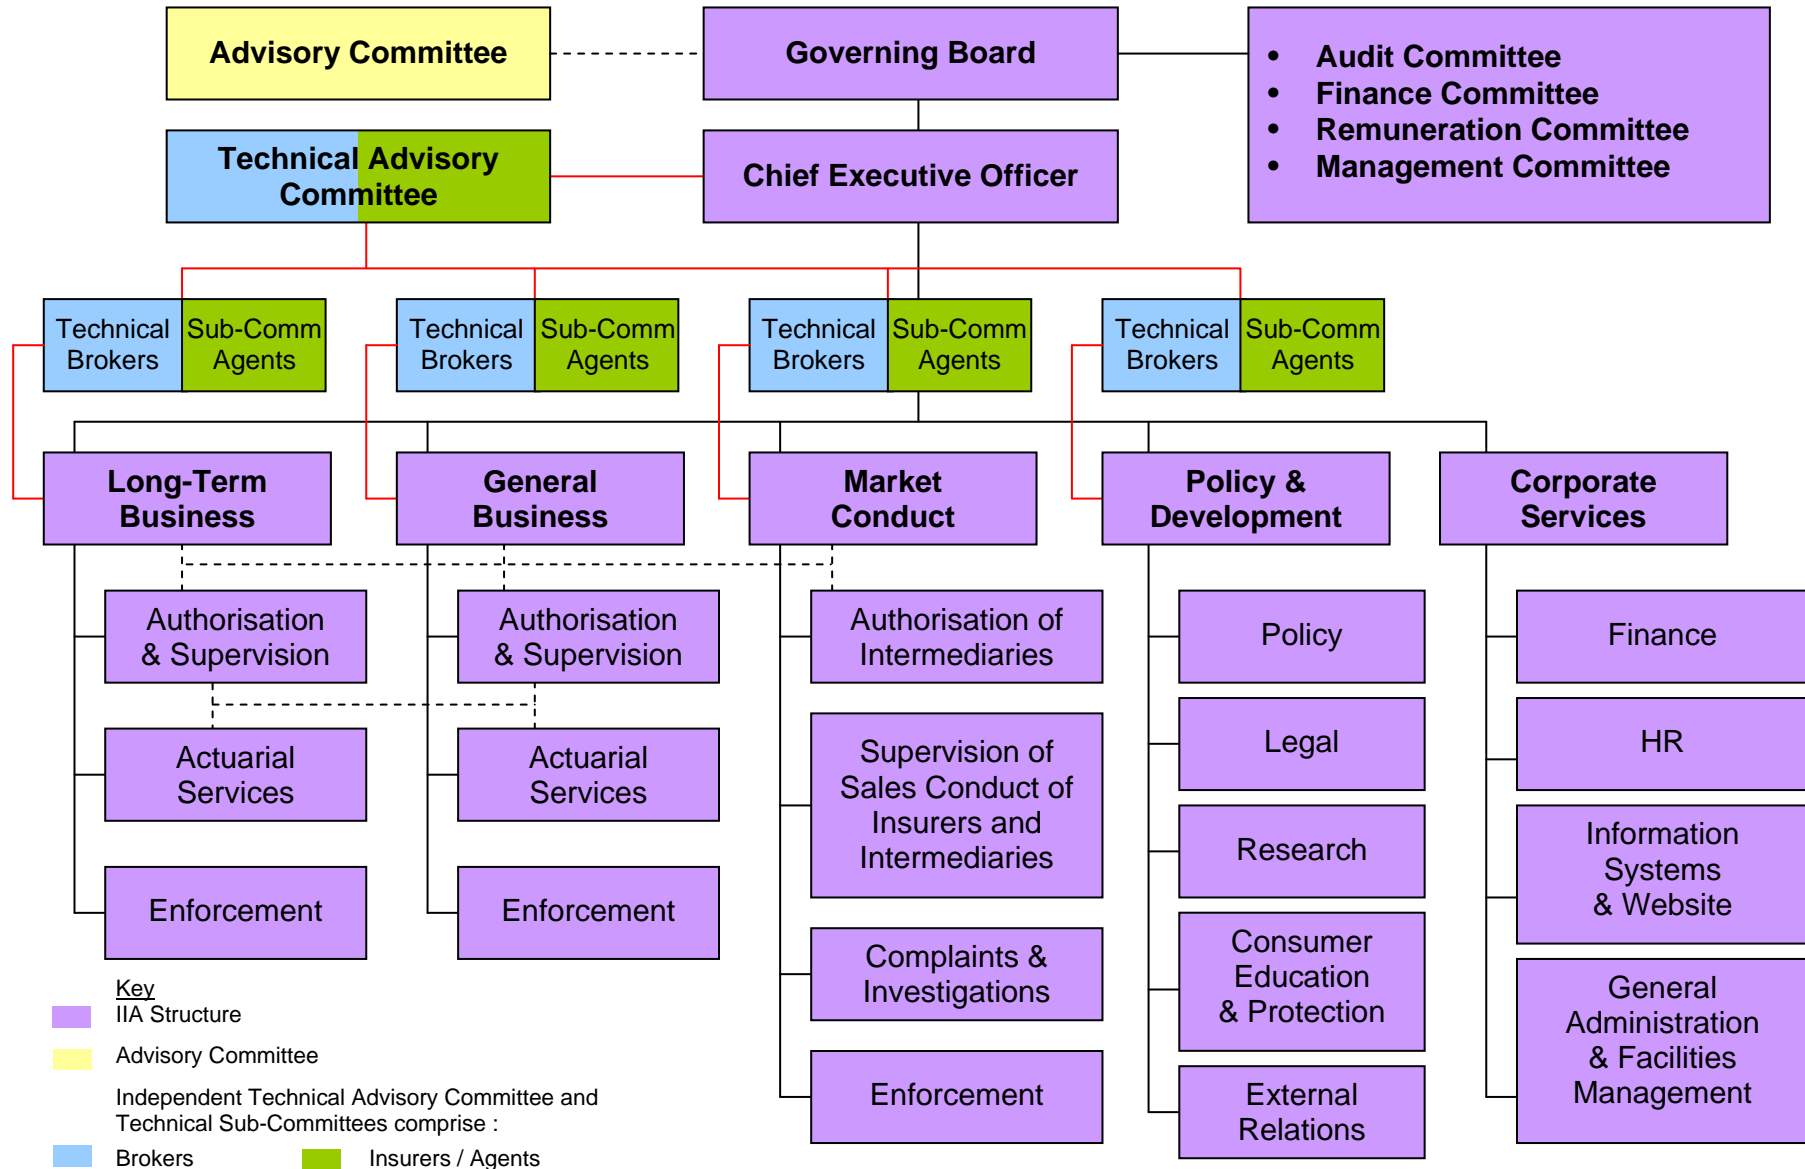 Advisory Committee
Governing Board
• Audit Committee
• Finance Committee
• Remuneration Committee
• Management Committee
Technical Advisory
Committee
Chief Executive Officer
Technical
Brokers
Sub-Comm
Agents
Technical
Brokers
Sub-Comm
Agents
Technical
Brokers
Sub-Comm
Agents
Technical
Brokers
Sub-Comm
Agents
Long-Term
Business
General
Business
Market
Conduct
Policy &
Development
Corporate
Services
Authorisation
& Supervision
Actuarial
Services
Enforcement
Authorisation
& Supervision
Actuarial
Services
Enforcement
Authorisation of
Intermediaries
Supervision of
Sales Conduct of
Insurers and
Intermediaries
Complaints &
Investigations
Enforcement
Policy
Legal
Research
Consumer
Education
& Protection
External
Relations
Finance
HR
Information
Systems
& Website
General
Administration
& Facilities
Management
Key
IIA Structure
Advisory Committee
Independent Technical Advisory Committee and
Technical Sub-Committees comprise :
Brokers
Insurers / Agents